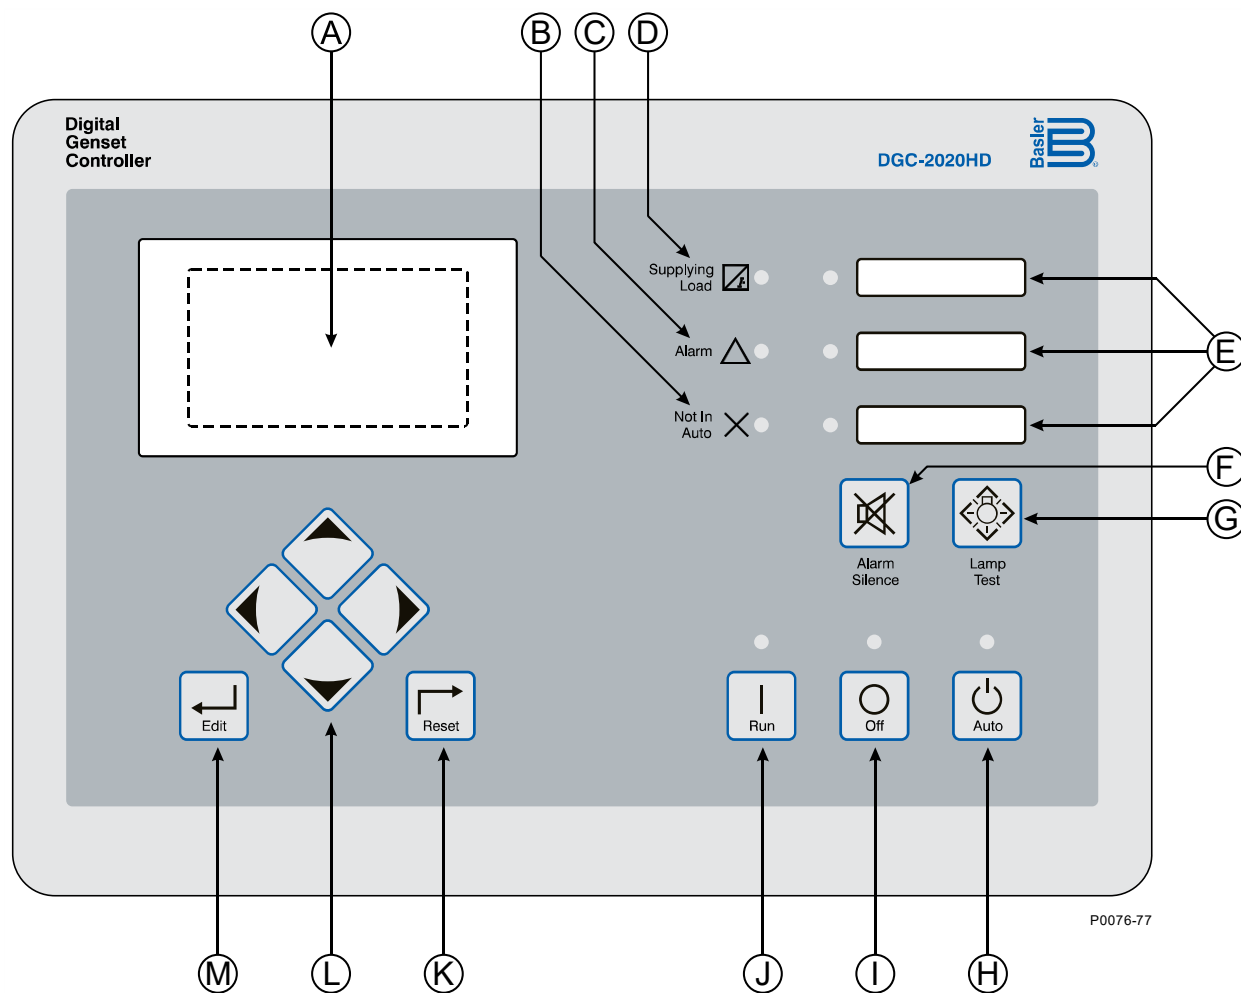 A
B
C
D
Digital
Genset
Controller
DGC-2020HD
Basler
®
Supplying
Load
Alarm
Not In
Auto
E
F
G
Alarm
Silence
Lamp
Test
Edit
Reset
Run
Off
Auto
P0076-77
M
L
K
J
I
H